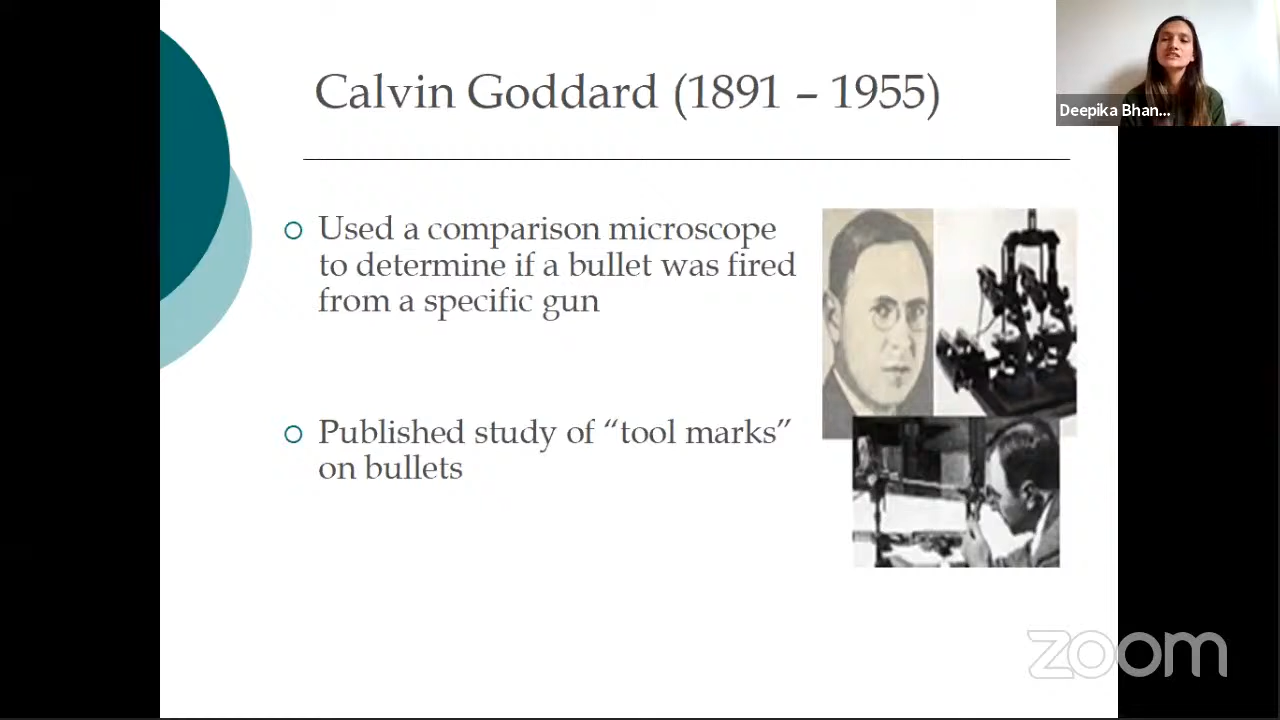 Calvin Goddard (1891 – 1955)
Used a comparison microscope
to determine if a bullet was fired
from a specific gun
Published study of “tool marks”
on bullets
Deepika Bhan...
zoom